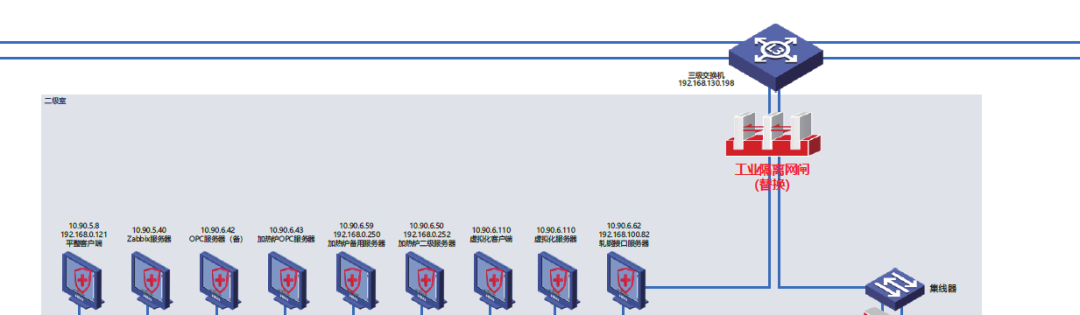 L3
三级交换机
192.168.130.198
二级室
工业隔离网闸
(替换)
10.90.5.8
192.168.0.121
平整客户端
10.90.5.40
Zabbix服务器
10.90.6.42
OPC服务器（备）
10.90.6.43
加热炉OPC服务器
10.90.6.59
192.168.0.250
加热炉备用服务器
10.90.6.50
192.168.0.252
加热炉二级服务器
10.90.6.110
虚拟化客户端
10.90.6.110
虚拟化服务器
10.90.6.62
192.168.100.82
轧钢接口服务器
集线器